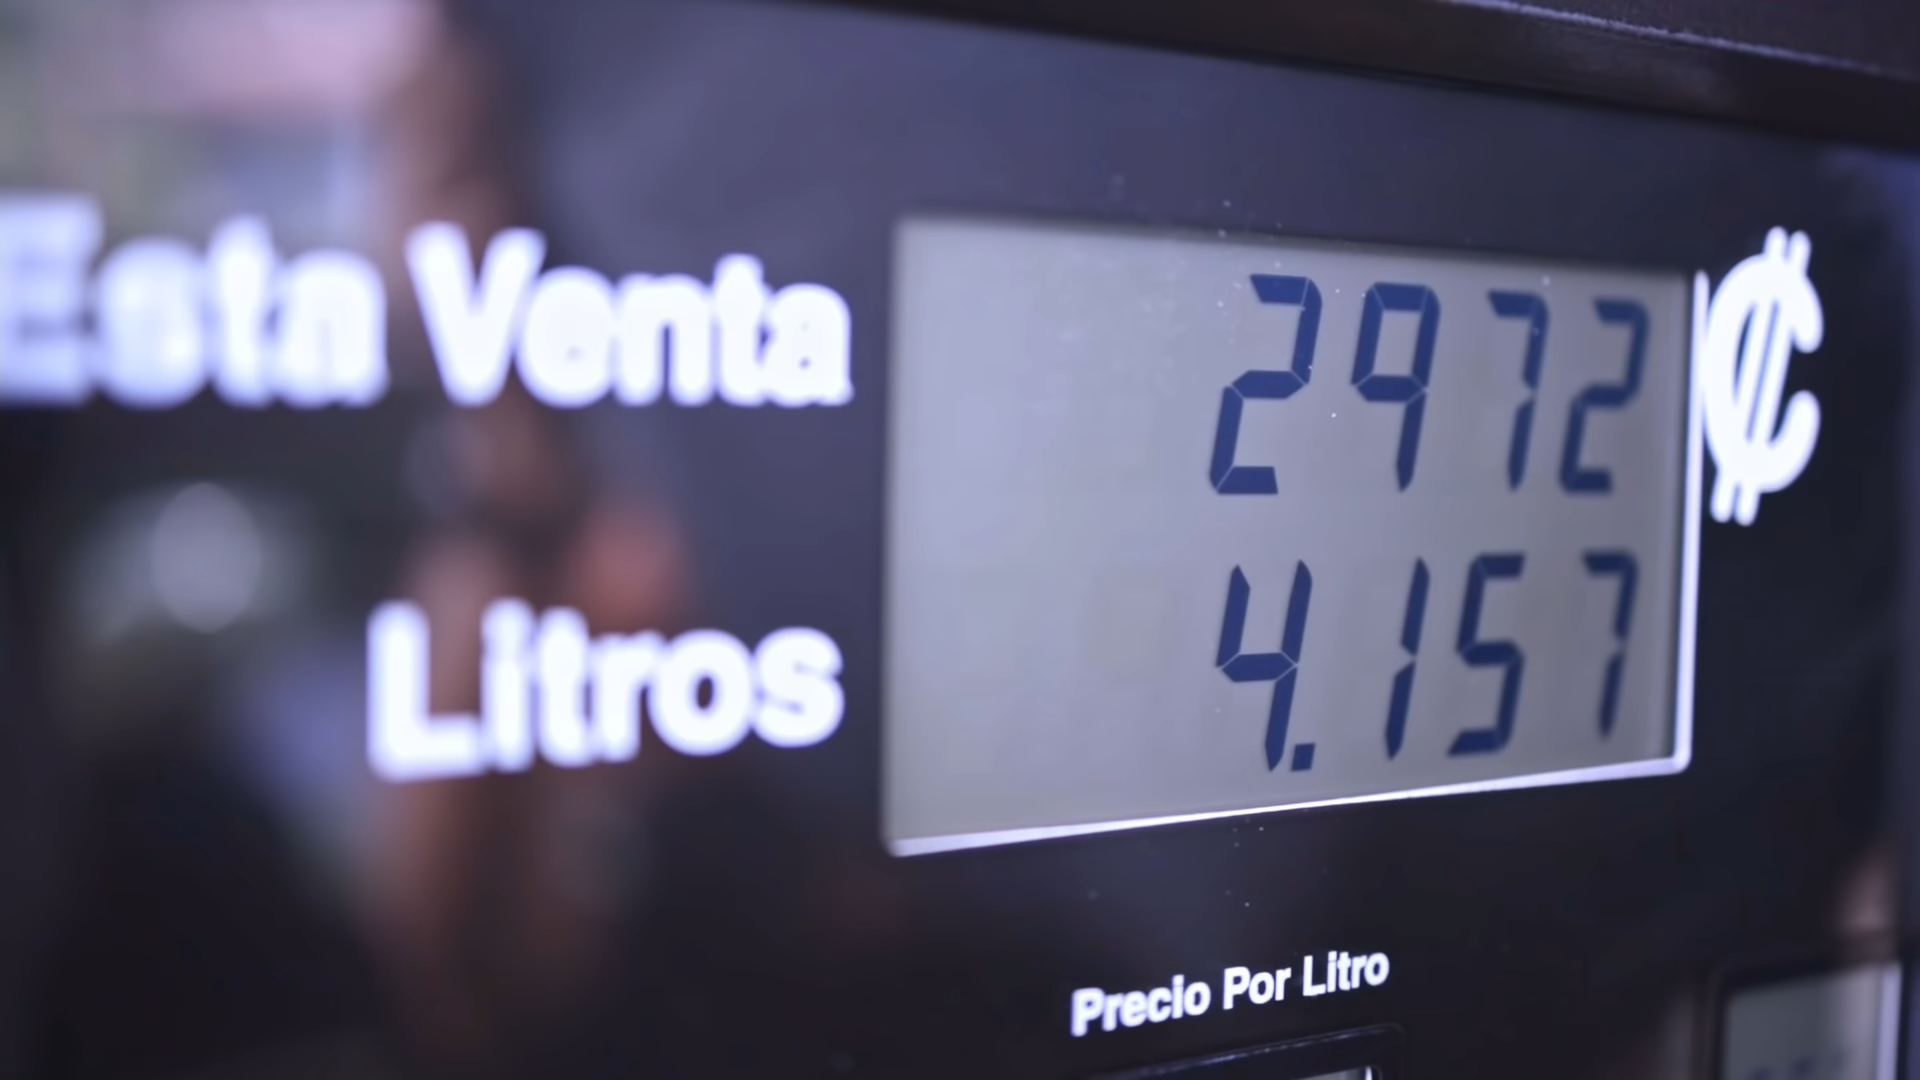 Esta Venta 2972 ₡
Litros 4.157
Precio Por Litro